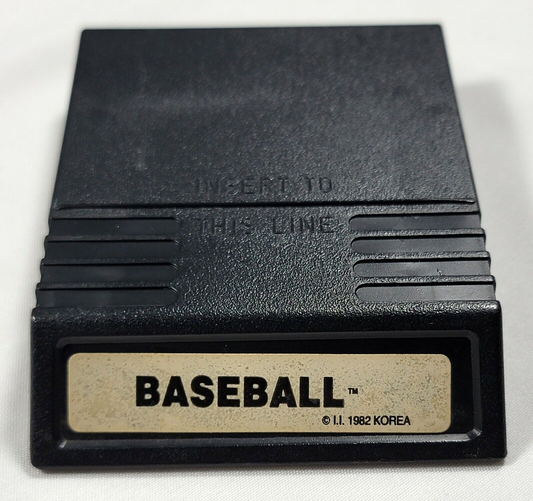 INSERT TO
THIS LINE
BASEBALL™
© I.I. 1982 KOREA